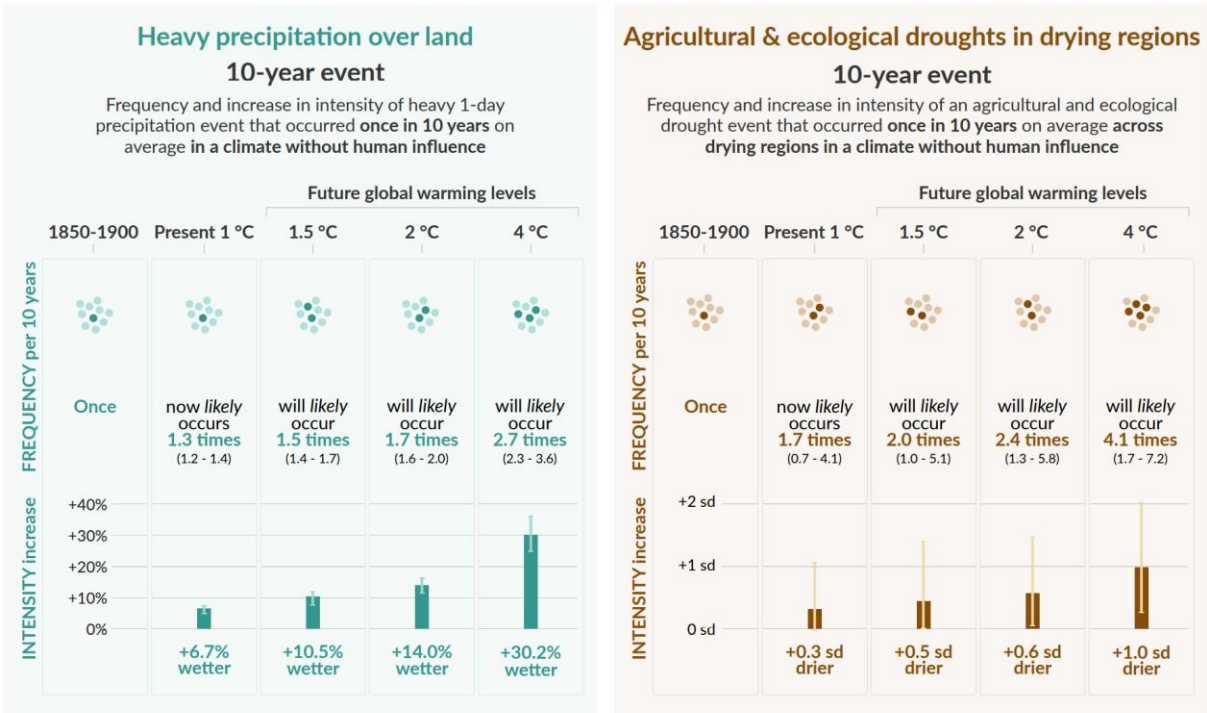 Heavy precipitation over land
10-year event
Frequency and increase in intensity of heavy 1-day
precipitation event that occurred once in 10 years on
average in a climate without human influence
Future global warming levels
1850-1900
Present 1 °C
1.5 °C
2 °C
4 °C
FREQUENCY per 10 years
Once
now likely
occurs
1.3 times
(1.2 - 1.4)
will likely
occur
1.5 times
(1.4 - 1.7)
will likely
occur
1.7 times
(1.6 - 2.0)
will likely
occur
2.7 times
(2.3 - 3.6)
INTENSITY increase
+40%
+30%
+20%
+10%
0%
+6.7%
wetter
+10.5%
wetter
+14.0%
wetter
+30.2%
wetter
Agricultural & ecological droughts in drying regions
10-year event
Frequency and increase in intensity of an agricultural and ecological
drought event that occurred once in 10 years on average across
drying regions in a climate without human influence
Future global warming levels
1850-1900
Present 1 °C
1.5 °C
2 °C
4 °C
FREQUENCY per 10 years
Once
now likely
occurs
1.7 times
(0.7 - 4.1)
will likely
occur
2.0 times
(1.0 - 5.1)
will likely
occur
2.4 times
(1.3 - 5.8)
will likely
occur
4.1 times
(1.7 - 7.2)
INTENSITY increase
+2 sd
+1 sd
0 sd
+0.3 sd
drier
+0.5 sd
drier
+0.6 sd
drier
+1.0 sd
drier